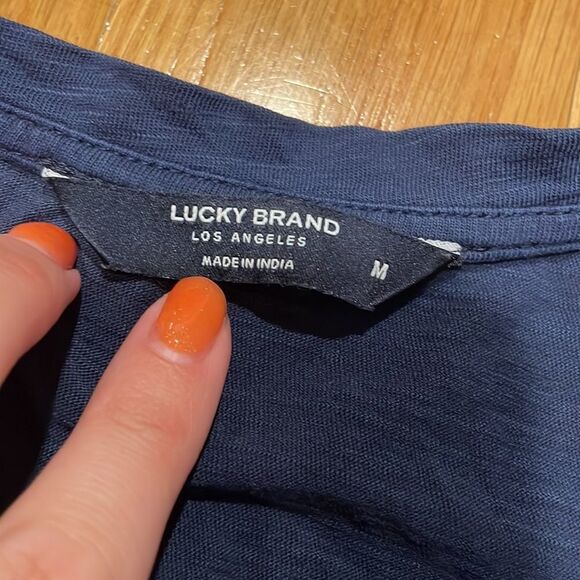 LUCKY BRAND
LOS ANGELES
MADE IN INDIA
M